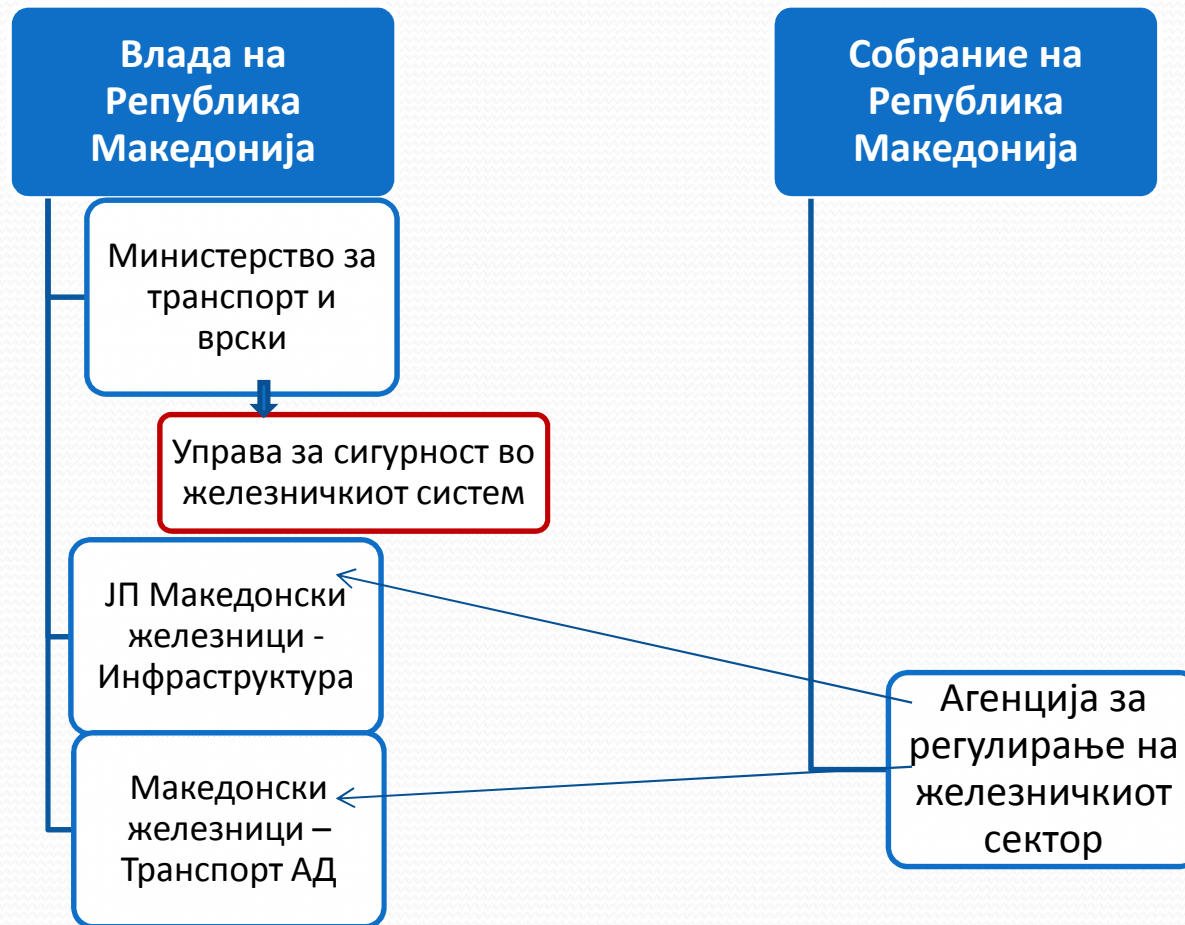 Влада на
Република
Македонија
Собрание на
Република
Македонија
Министерство за
транспорт и
врски
Управа за сигурност во
железничкиот систем
ЈП Македонски
железници -
Инфраструктура
Македонски
железници –
Транспорт АД
Агенција за
регулирање на
железничкиот
сектор